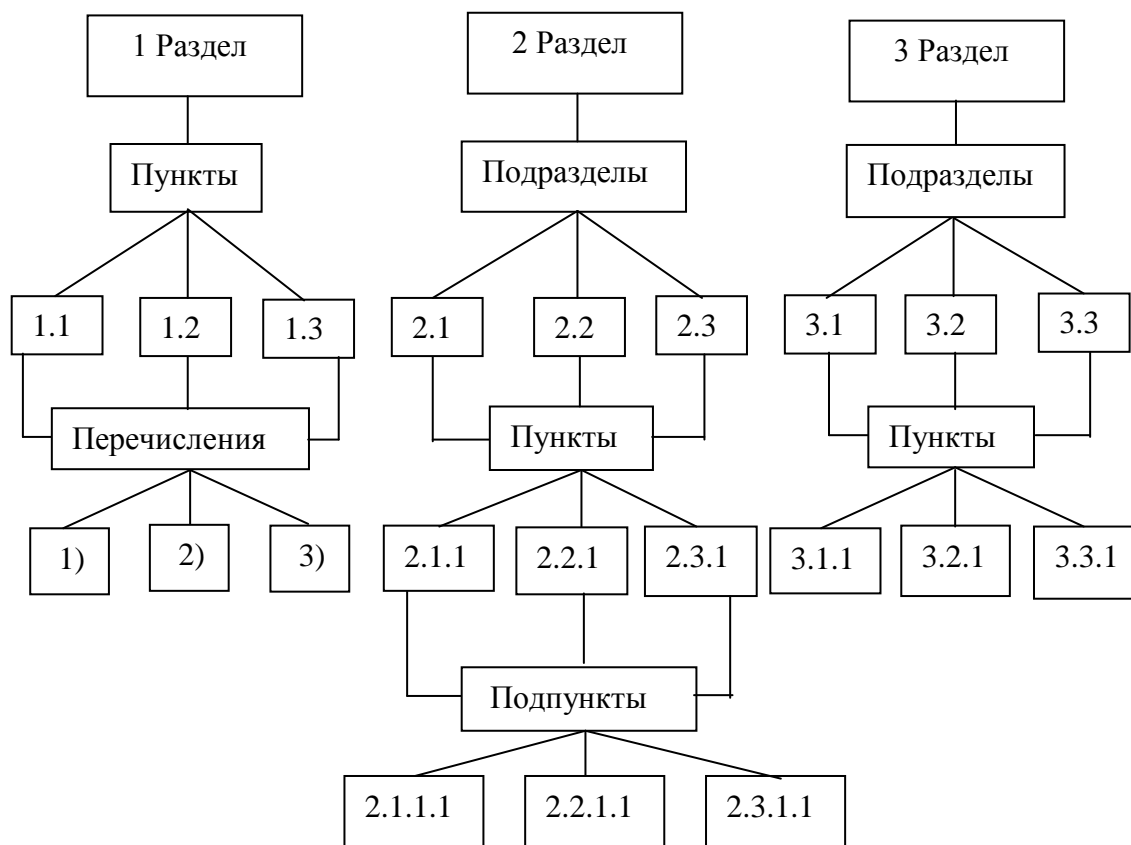 1 Раздел
2 Раздел
3 Раздел
Пункты
Подразделы
Подразделы
1.1
1.2
1.3
2.1
2.2
2.3
3.1
3.2
3.3
Перечисления
Пункты
Пункты
1)
2)
3)
2.1.1
2.2.1
2.3.1
3.1.1
3.2.1
3.3.1
Подпункты
2.1.1.1
2.2.1.1
2.3.1.1